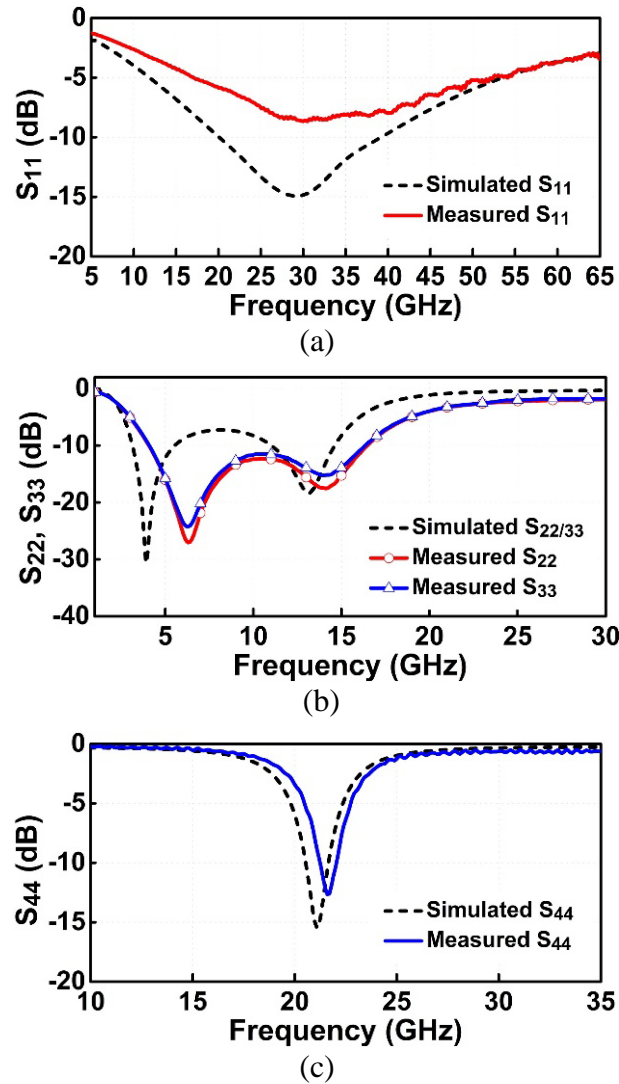 0
-5
-10
-15
-20
S11 (dB)
Simulated S11
Measured S11
5 10 15 20 25 30 35 40 45 50 55 60 65
Frequency (GHz)
(a)
0
-10
-20
-30
-40
S22, S33 (dB)
Simulated S22/33
Measured S22
Measured S33
5 10 15 20 25 30
Frequency (GHz)
(b)
0
-5
-10
-15
-20
S44 (dB)
Simulated S44
Measured S44
10 15 20 25 30 35
Frequency (GHz)
(c)